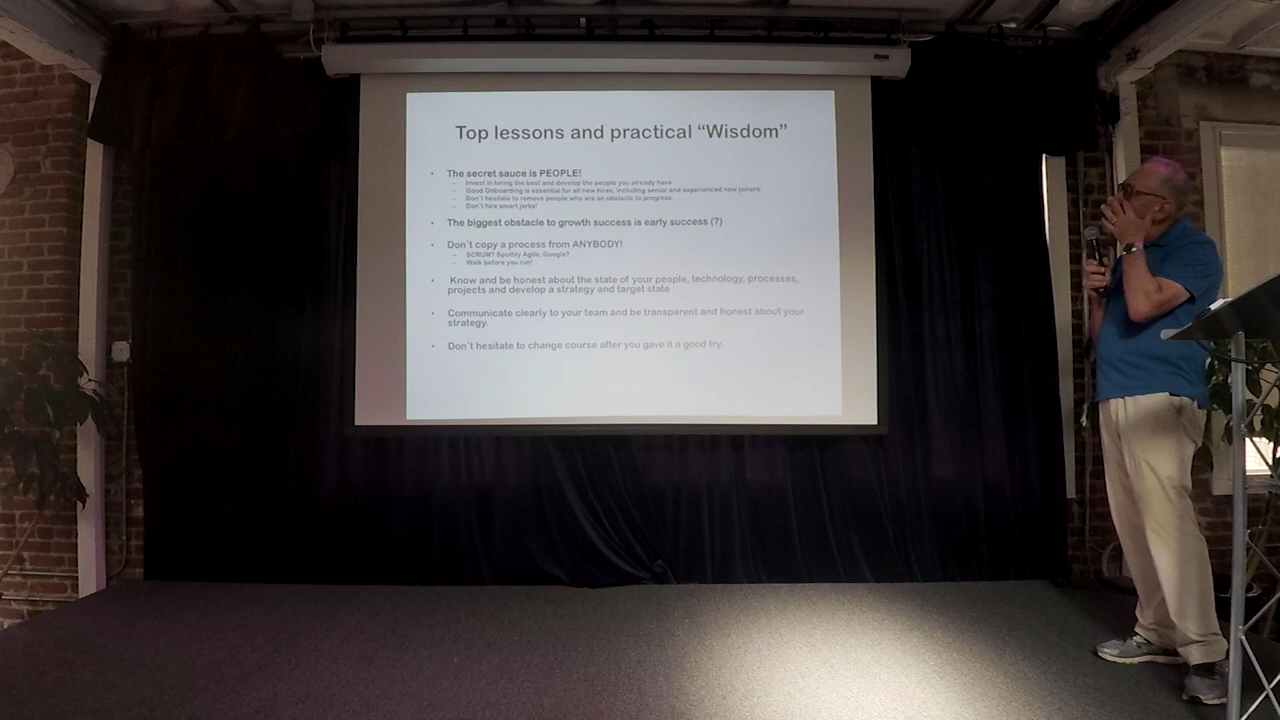 Top lessons and practical “Wisdom”
• The secret sauce is PEOPLE!
– Invest in hiring the best and develop the people you already have
– Good Onboarding is essential for all new hires, including senior and experienced new joiners.
– Don´t hesitate to remove people who are an obstacle to progress.
– Don´t hire smart jerks!
• The biggest obstacle to growth success is early success (?)
• Don´t copy a process from ANYBODY!
– SCRUM? Spotbiy Agile, Google?
– Walk before you run!
• Know and be honest about the state of your people, technology, processes,
projects and develop a strategy and target state
• Communicate clearly to your team and be transparent and honest about your
strategy.
• Don´t hesitate to change course after you gave it a good try.